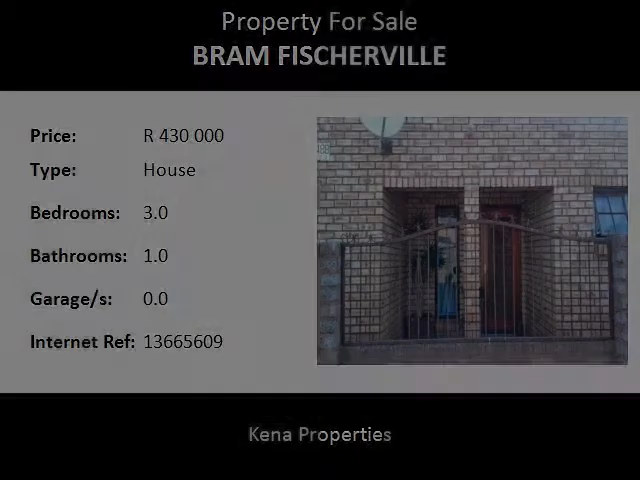 Property For Sale
BRAM FISCHERVILLE
Price: R 430 000
Type: House
Bedrooms: 3.0
Bathrooms: 1.0
Garage/s: 0.0
Internet Ref: 13665609
Kena Properties